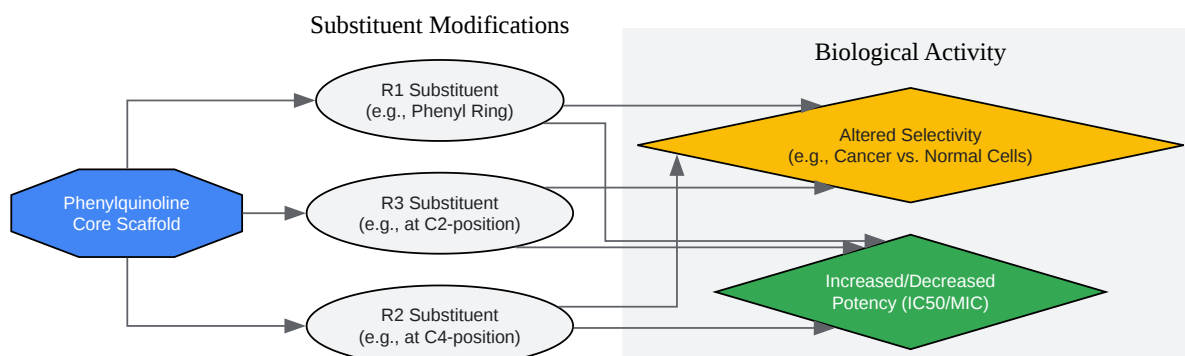 Substituent Modifications
Biological Activity
R1 Substituent
(e.g., Phenyl Ring)
Altered Selectivity
(e.g., Cancer vs. Normal Cells)
Phenylquinoline
Core Scaffold
R3 Substituent
(e.g., at C2-position)
Increased/Decreased
Potency (IC50/MIC)
R2 Substituent
(e.g., at C4-position)